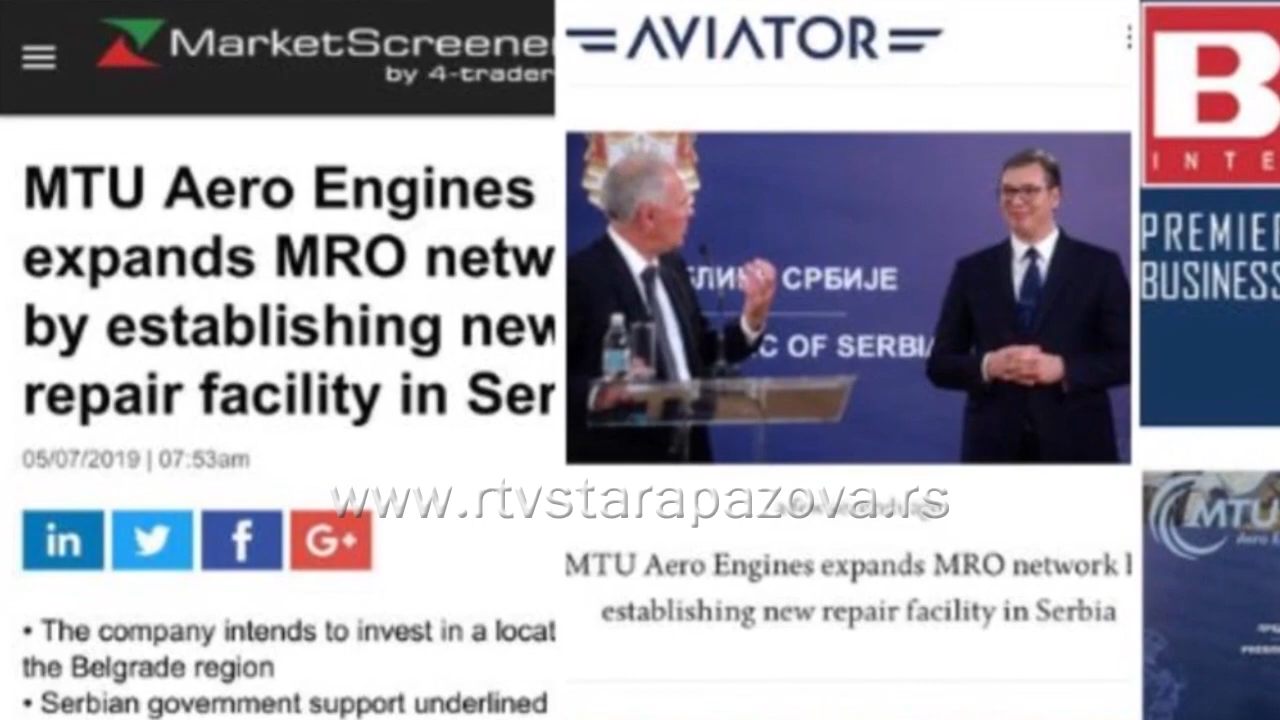 MarketScreene
by 4-trader
MTU Aero Engines
expands MRO netw
by establishing new
repair facility in Ser
05/07/2019 | 07:53am
in
f
G+
• The company intends to invest in a locat
the Belgrade region
• Serbian government support underlined
AVIATOR
СРБИЈЕ
C OF SERBIA
www.rtvstarapazova.rs
MTU Aero Engines expands MRO network
establishing new repair facility in Serbia
B
INTE
PREMIE
BUSINESS
MTU